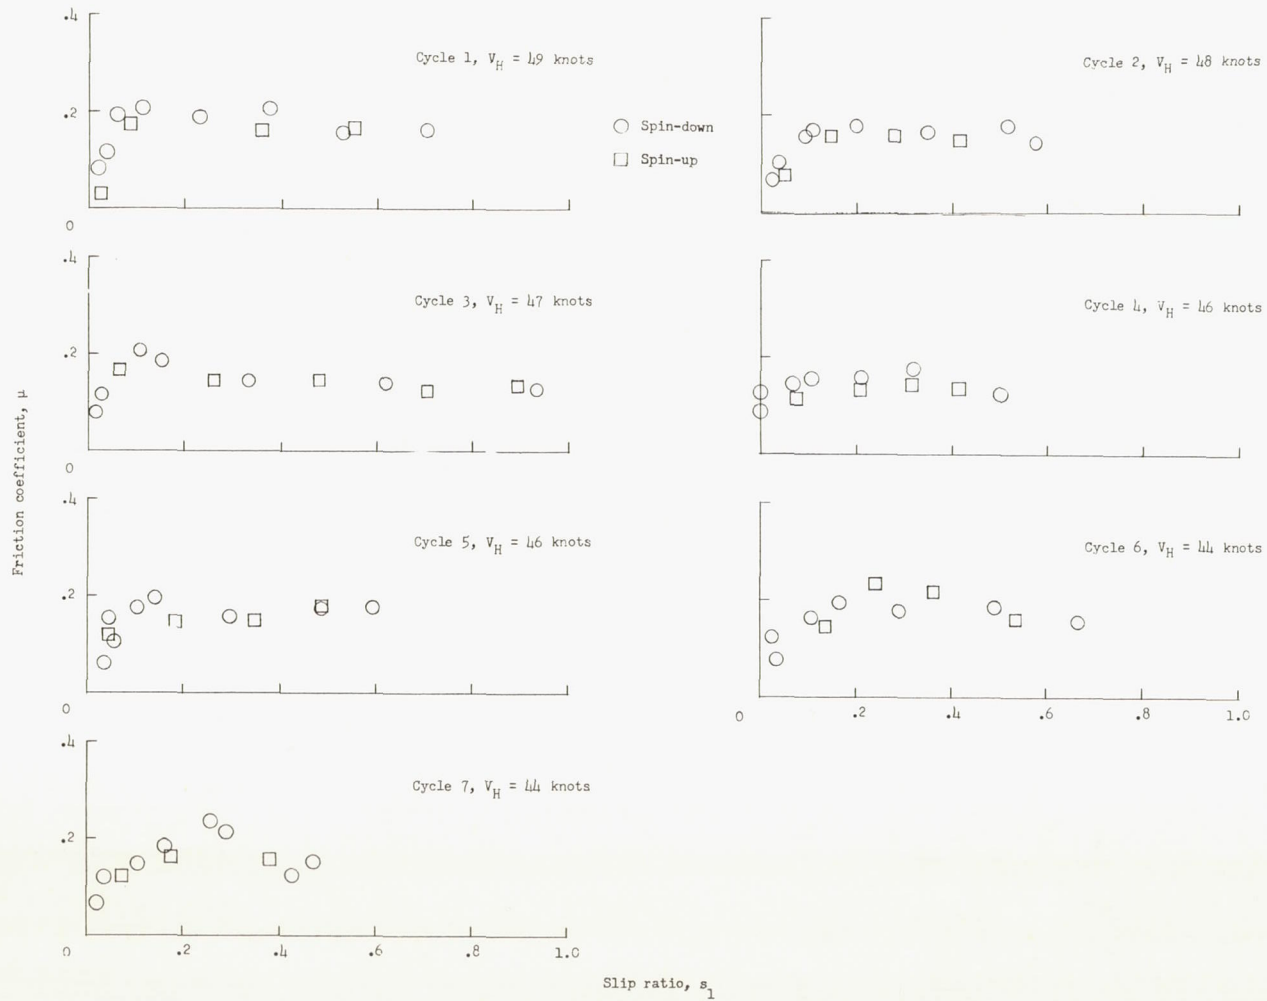 .4
Cycle 1, V_H = 49 knots
Cycle 2, V_H = 48 knots
.2
○ Spin-down
□ Spin-up
0
.4
Cycle 3, V_H = 47 knots
Cycle 4, V_H = 46 knots
.2
0
Friction coefficient, μ
.4
Cycle 5, V_H = 46 knots
Cycle 6, V_H = 44 knots
.2
0
0 .2 .4 .6 .8 1.0
.4
Cycle 7, V_H = 44 knots
.2
0 .2 .4 .6 .8 1.0
Slip ratio, s_1